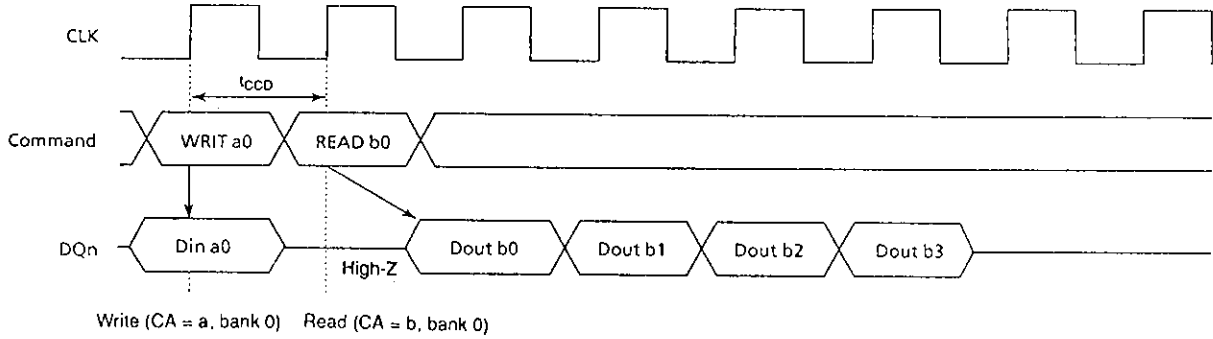 CLK
tCCD
Command
WRIT a0
READ b0
DQn
Din a0
High-Z
Dout b0
Dout b1
Dout b2
Dout b3
Write (CA = a, bank 0)
Read (CA = b, bank 0)